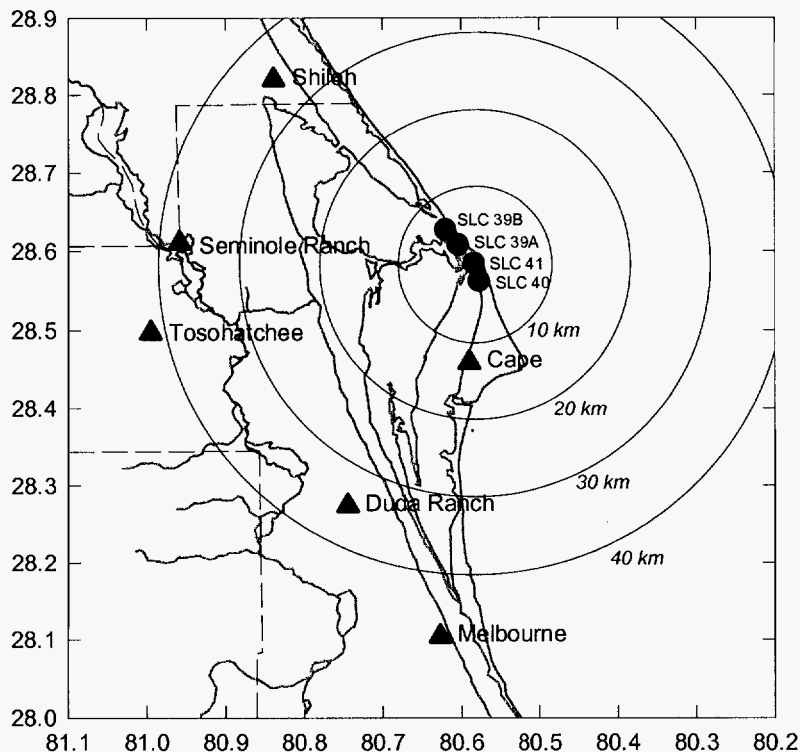 28.9
Shiloh
28.8
28.7
SLC 39B
SLC 39A
28.6
Seminole Ranch
SLC 41
SLC 40
28.5
Tosohatchee
10 km
Cape
28.4
20 km
28.3
30 km
Duda Ranch
28.2
40 km
28.1
Melbourne
28.0
81.1 81.0 80.9 80.8 80.7 80.6 80.5 80.4 80.3 80.2